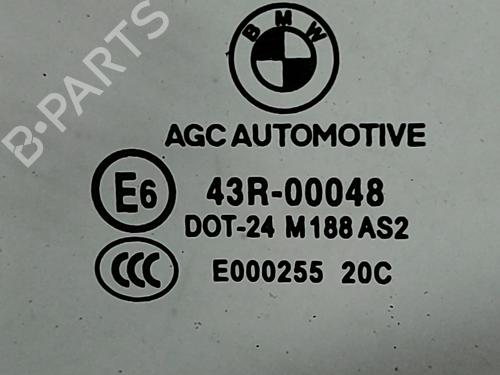 BMW
AGC AUTOMOTIVE
E6 43R-00048
DOT-24 M188 AS2
CCC E000255 20C
B-PARTS